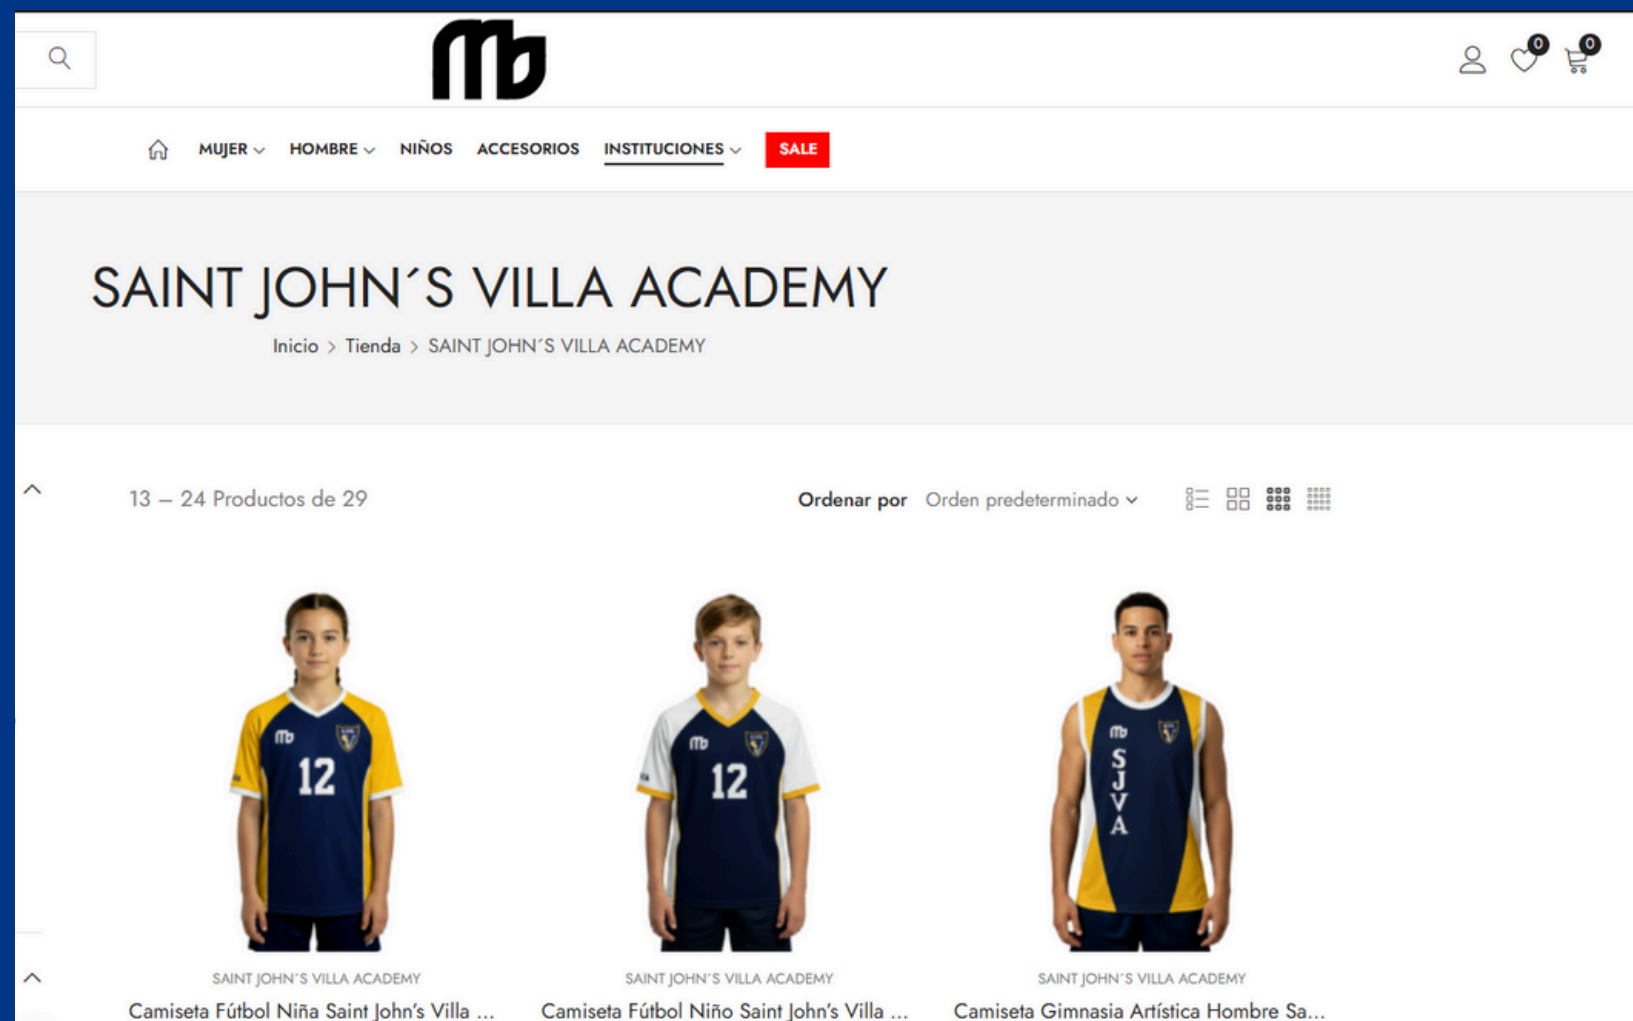 mb
0
0
MUJER
HOMBRE
NIÑOS
ACCESORIOS
INSTITUCIONES
SALE
SAINT JOHN´S VILLA ACADEMY
Inicio > Tienda > SAINT JOHN´S VILLA ACADEMY
13 – 24 Productos de 29
Ordenar por Orden predeterminado
mb
12
mb
12
mb
S
J
V
A
SAINT JOHN´S VILLA ACADEMY
Camiseta Fútbol Niña Saint John’s Villa ...
SAINT JOHN´S VILLA ACADEMY
Camiseta Fútbol Niño Saint John’s Villa ...
SAINT JOHN´S VILLA ACADEMY
Camiseta Gimnasia Artística Hombre Sa...